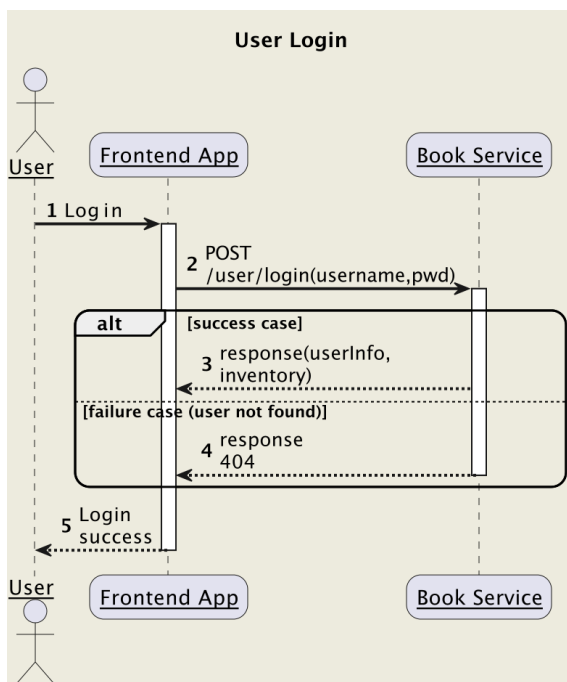 User Login
User
Frontend App
Book Service
1 Log in
2 POST
/user/login(username,pwd)
alt [success case]
3 response(userInfo,
inventory)
[failure case (user not found)]
4 response
404
5 Login
success
User
Frontend App
Book Service